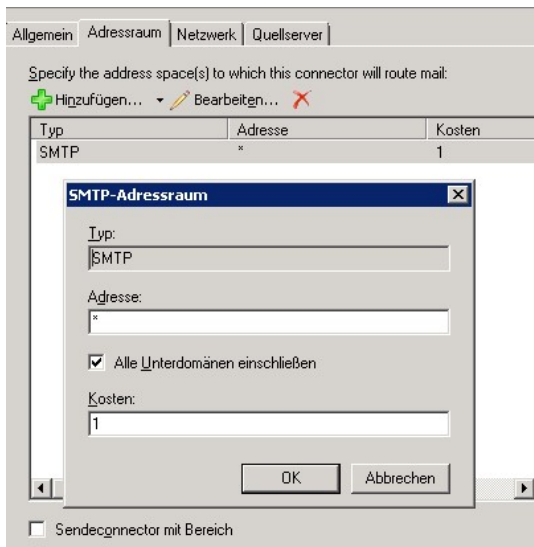 Allgemein Adressraum Netzwerk Quellserver
Specify the address space(s) to which this connector will route mail:
Hinzufügen... Bearbeiten...
Typ Adresse Kosten
SMTP * 1
SMTP-Adressraum
Typ:
SMTP
Adresse:
*
Alle Unterdomänen einschließen
Kosten:
1
OK Abbrechen
Sendeconnector mit Bereich